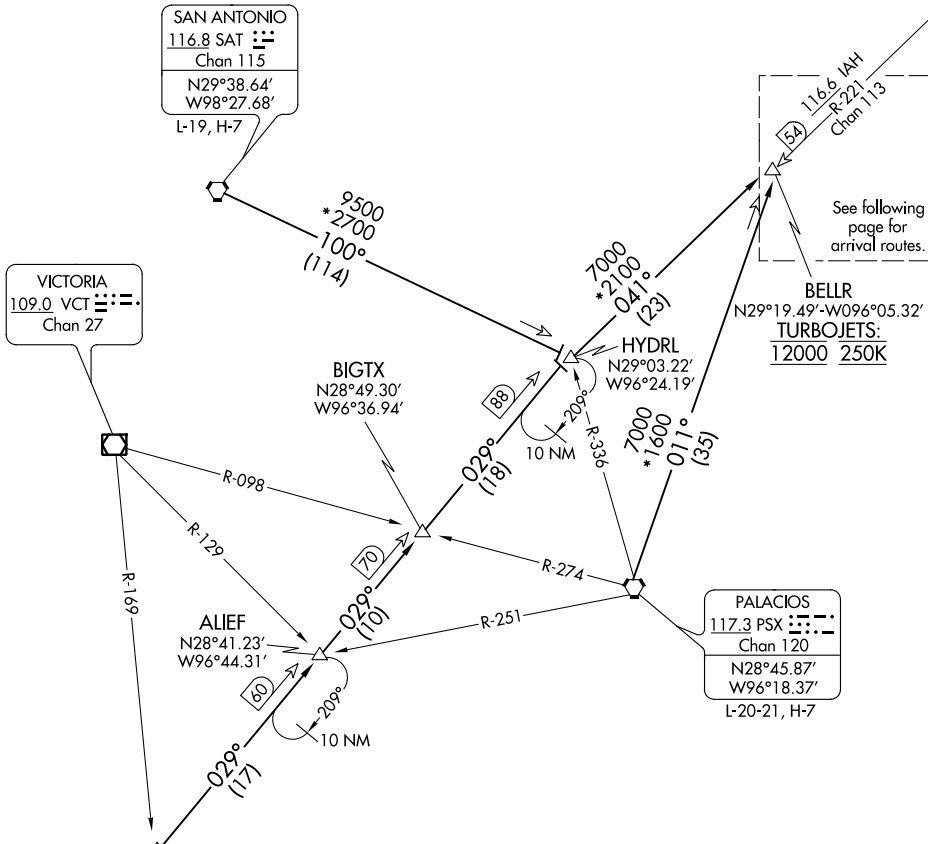 SAN ANTONIO
116.8 SAT
Chan 115
N29°38.64'
W98°27.68'
L-19, H-7
116.6 IAH
R-221
Chan 113
54
See following
page for
arrival routes.
BELLR
N29°19.49'-W096°05.32'
TURBOJETS:
12000 250K
9500
*2700
100°
(114)
7000
*2100
041°
(23)
VICTORIA
109.0 VCT
Chan 27
HYDRL
N29°03.22'
W96°24.19'
BIGTX
N28°49.30'
W96°36.94'
88
209°
10 NM
R-336
7000
*1600
011°
(35)
029°
(18)
R-098
R-129
R-169
70
R-274
R-251
029°
(10)
ALIEF
N28°41.23'
W96°44.31'
60
209°
10 NM
PALACIOS
117.3 PSX
Chan 120
N28°45.87'
W96°18.37'
L-20-21, H-7
029°
(17)